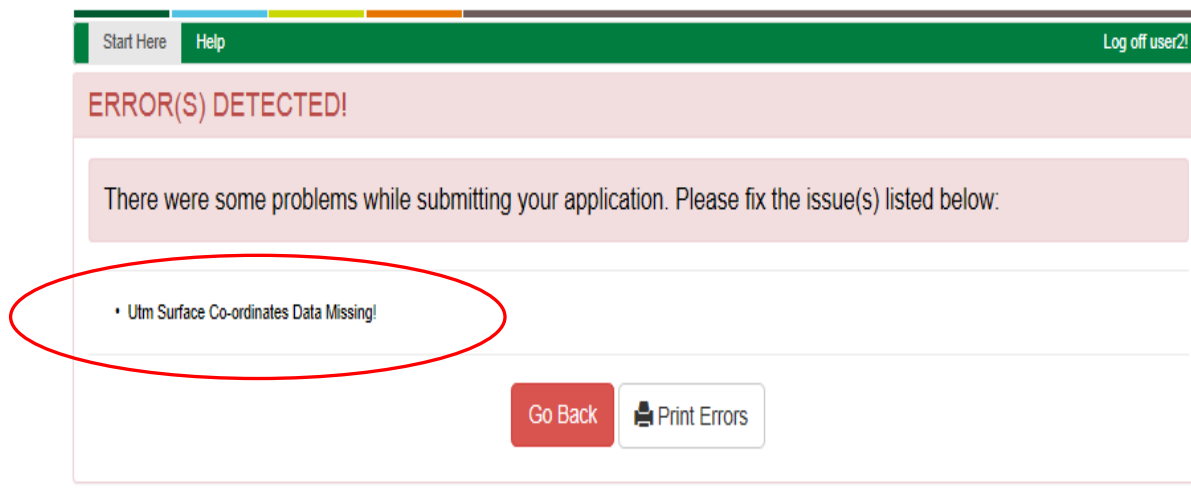 Start Here Help Log off user2!
ERROR(S) DETECTED!
There were some problems while submitting your application. Please fix the issue(s) listed below:
• Utm Surface Co-ordinates Data Missing!
Go Back Print Errors